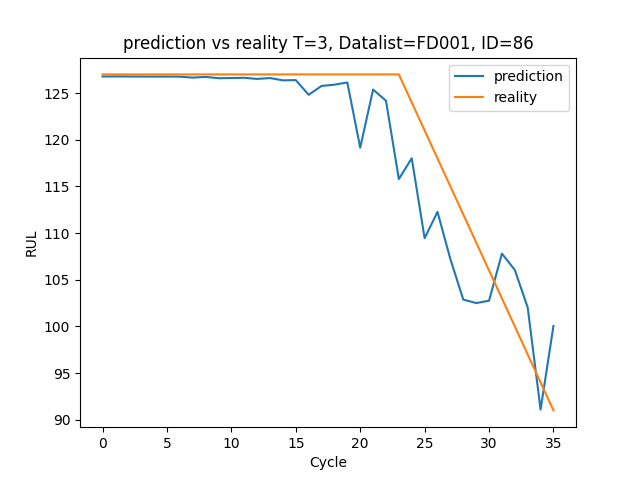 prediction vs reality T=3, Datalist=FD001, ID=86
prediction
reality
125
120
115
110
105
100
95
90
RUL
0 5 10 15 20 25 30 35
Cycle